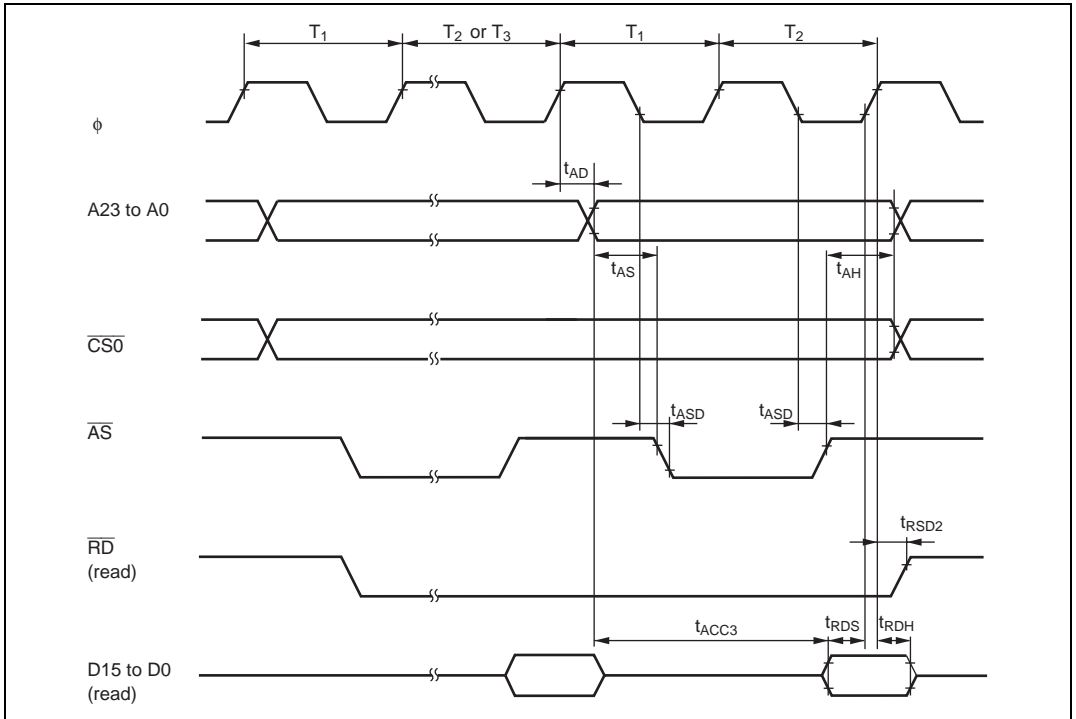 T1 T2 or T3 T1 T2
φ
tAD
A23 to A0
tAS tAH
CS0
tASD tASD
AS
tRSD2
RD
(read)
tACC3 tRDS tRDH
D15 to D0
(read)